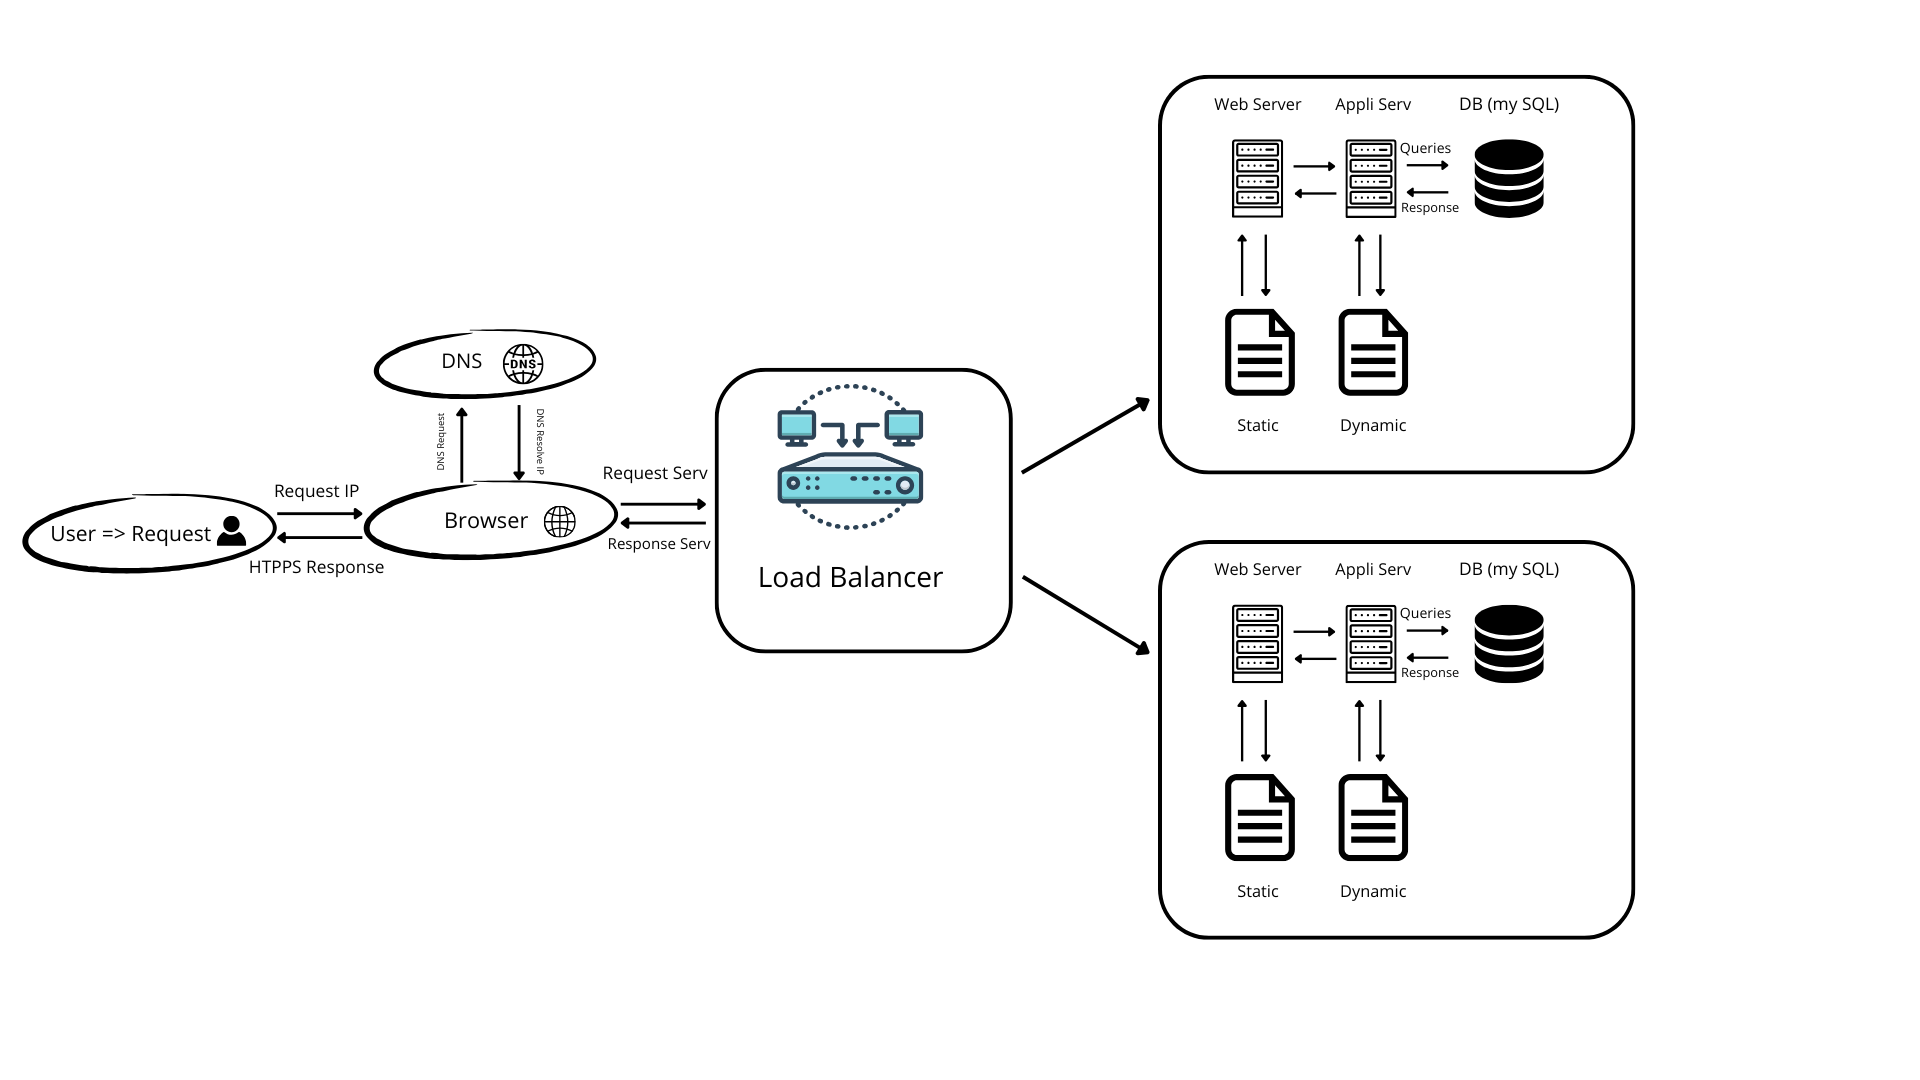 Web Server
Appli Serv
DB (my SQL)
Queries
Response
Static
Dynamic
DNS
DNS
DNS Request
DNS Resolve IP
Request Serv
Request IP
User => Request
Browser
Response Serv
HTPPS Response
Load Balancer
Web Server
Appli Serv
DB (my SQL)
Queries
Response
Static
Dynamic